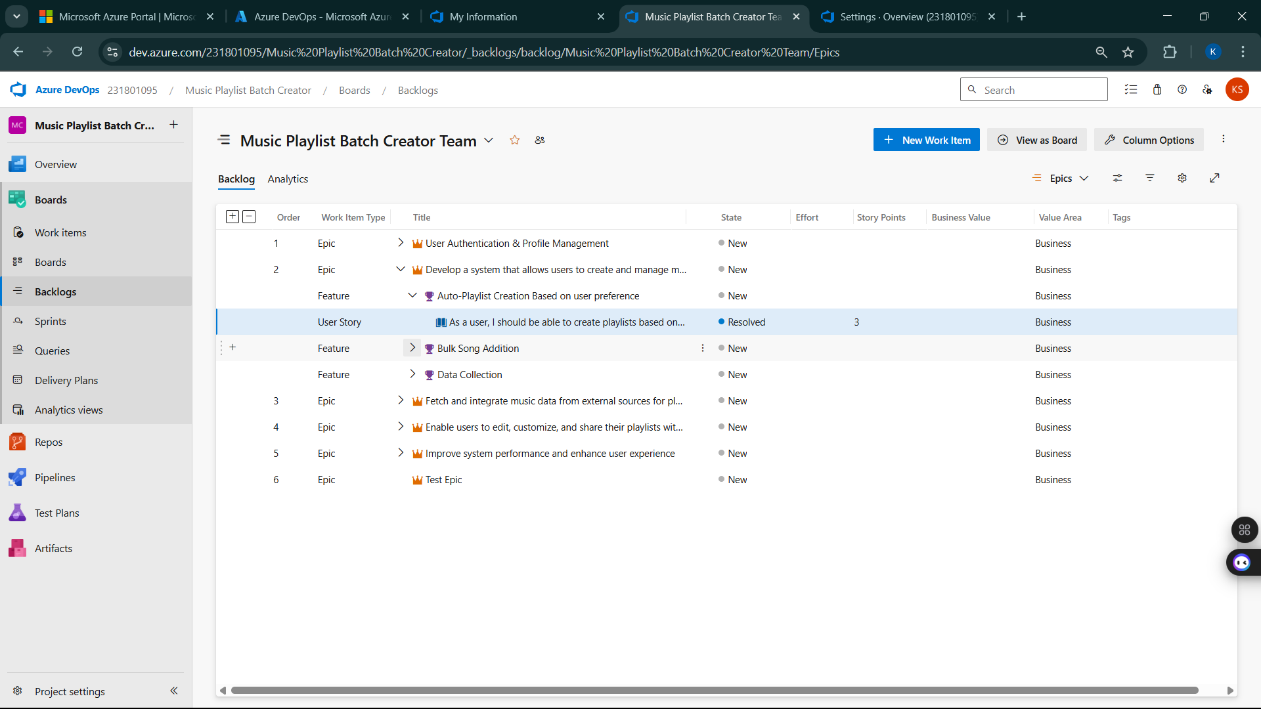 Microsoft Azure Portal | Micros
Azure DevOps - Microsoft Azur
My Information
Music Playlist Batch Creator Tea
Settings · Overview (231801095
dev.azure.com/231801095/Music%20Playlist%20Batch%20Creator/_backlogs/backlog/Music%20Playlist%20Batch%20Creator%20Team/Epics
K
Azure DevOps 231801095 / Music Playlist Batch Creator / Boards / Backlogs
Search
KS
MC Music Playlist Batch Cr...
Overview
Boards
Work items
Boards
Backlogs
Sprints
Queries
Delivery Plans
Analytics views
Repos
Pipelines
Test Plans
Artifacts
Project settings
Music Playlist Batch Creator Team
New Work Item
View as Board
Column Options
Backlog
Analytics
Epics
Order Work Item Type Title State Effort Story Points Business Value Value Area Tags
1 Epic User Authentication & Profile Management New Business
2 Epic Develop a system that allows users to create and manage m... New Business
Feature Auto-Playlist Creation Based on user preference New Business
User Story As a user, I should be able to create playlists based on... Resolved 3 Business
Feature Bulk Song Addition New Business
Feature Data Collection New Business
3 Epic Fetch and integrate music data from external sources for pl... New Business
4 Epic Enable users to edit, customize, and share their playlists wit... New Business
5 Epic Improve system performance and enhance user experience New Business
6 Epic Test Epic New Business